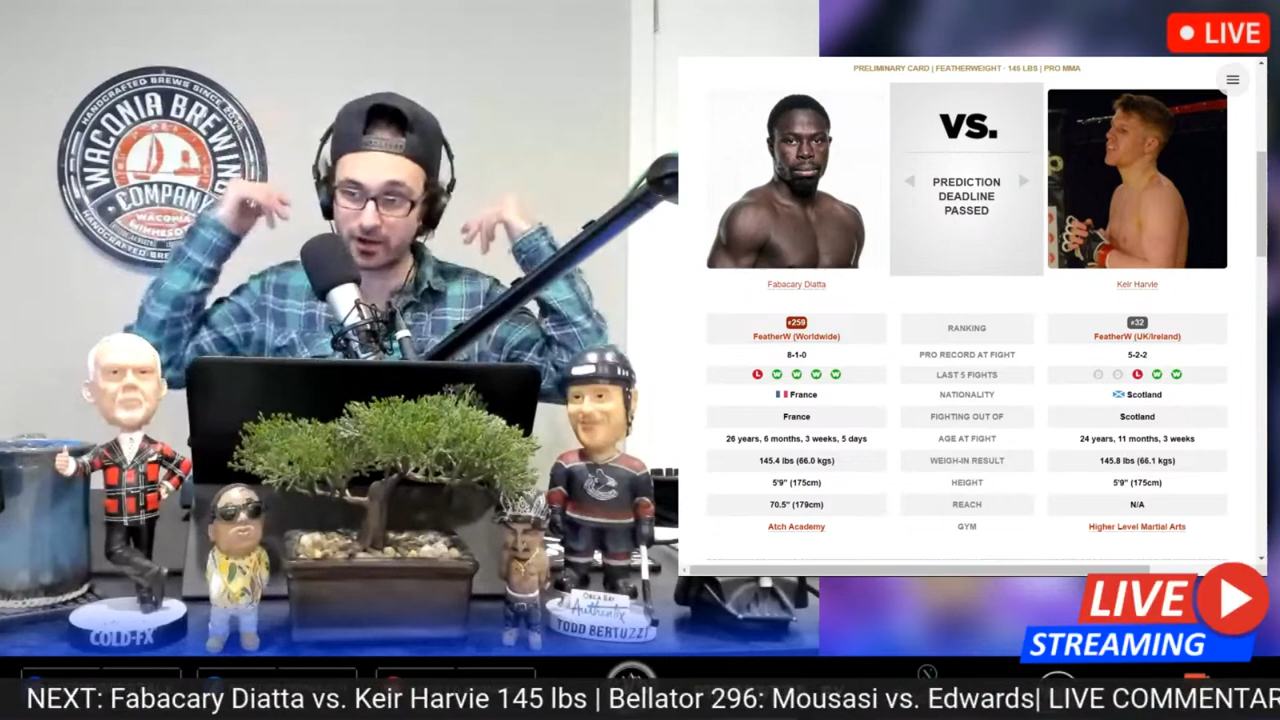 LIVE
HANDCRAFTED BREWS SINCE
WACONIA BREWING
COMPANY
WACONIA
MINNESOTA
PRELIMINARY CARD | FEATHERWEIGHT · 145 LBS | PRO MMA
VS.
PREDICTION
DEADLINE
PASSED
Fabacary Diatta
Keir Harvie
#259 RANKING #32
FeatherW (Worldwide) FeatherW (UK/Ireland)
8-1-0 PRO RECORD AT FIGHT 5-2-2
L W W W W LAST 5 FIGHTS D D L W W
France NATIONALITY Scotland
France FIGHTING OUT OF Scotland
26 years, 6 months, 3 weeks, 5 days AGE AT FIGHT 24 years, 11 months, 3 weeks
145.4 lbs (66.0 kgs) WEIGH-IN RESULT 145.8 lbs (66.1 kgs)
5'9" (175cm) HEIGHT 5'9" (175cm)
70.5" (179cm) REACH N/A
Atch Academy GYM Higher Level Martial Arts
COLD-FX
ORCA BAY
Authentix
TODD BERTUZZI
LIVE
STREAMING
NEXT: Fabacary Diatta vs. Keir Harvie 145 lbs | Bellator 296: Mousasi vs. Edwards| LIVE COMMENTAR